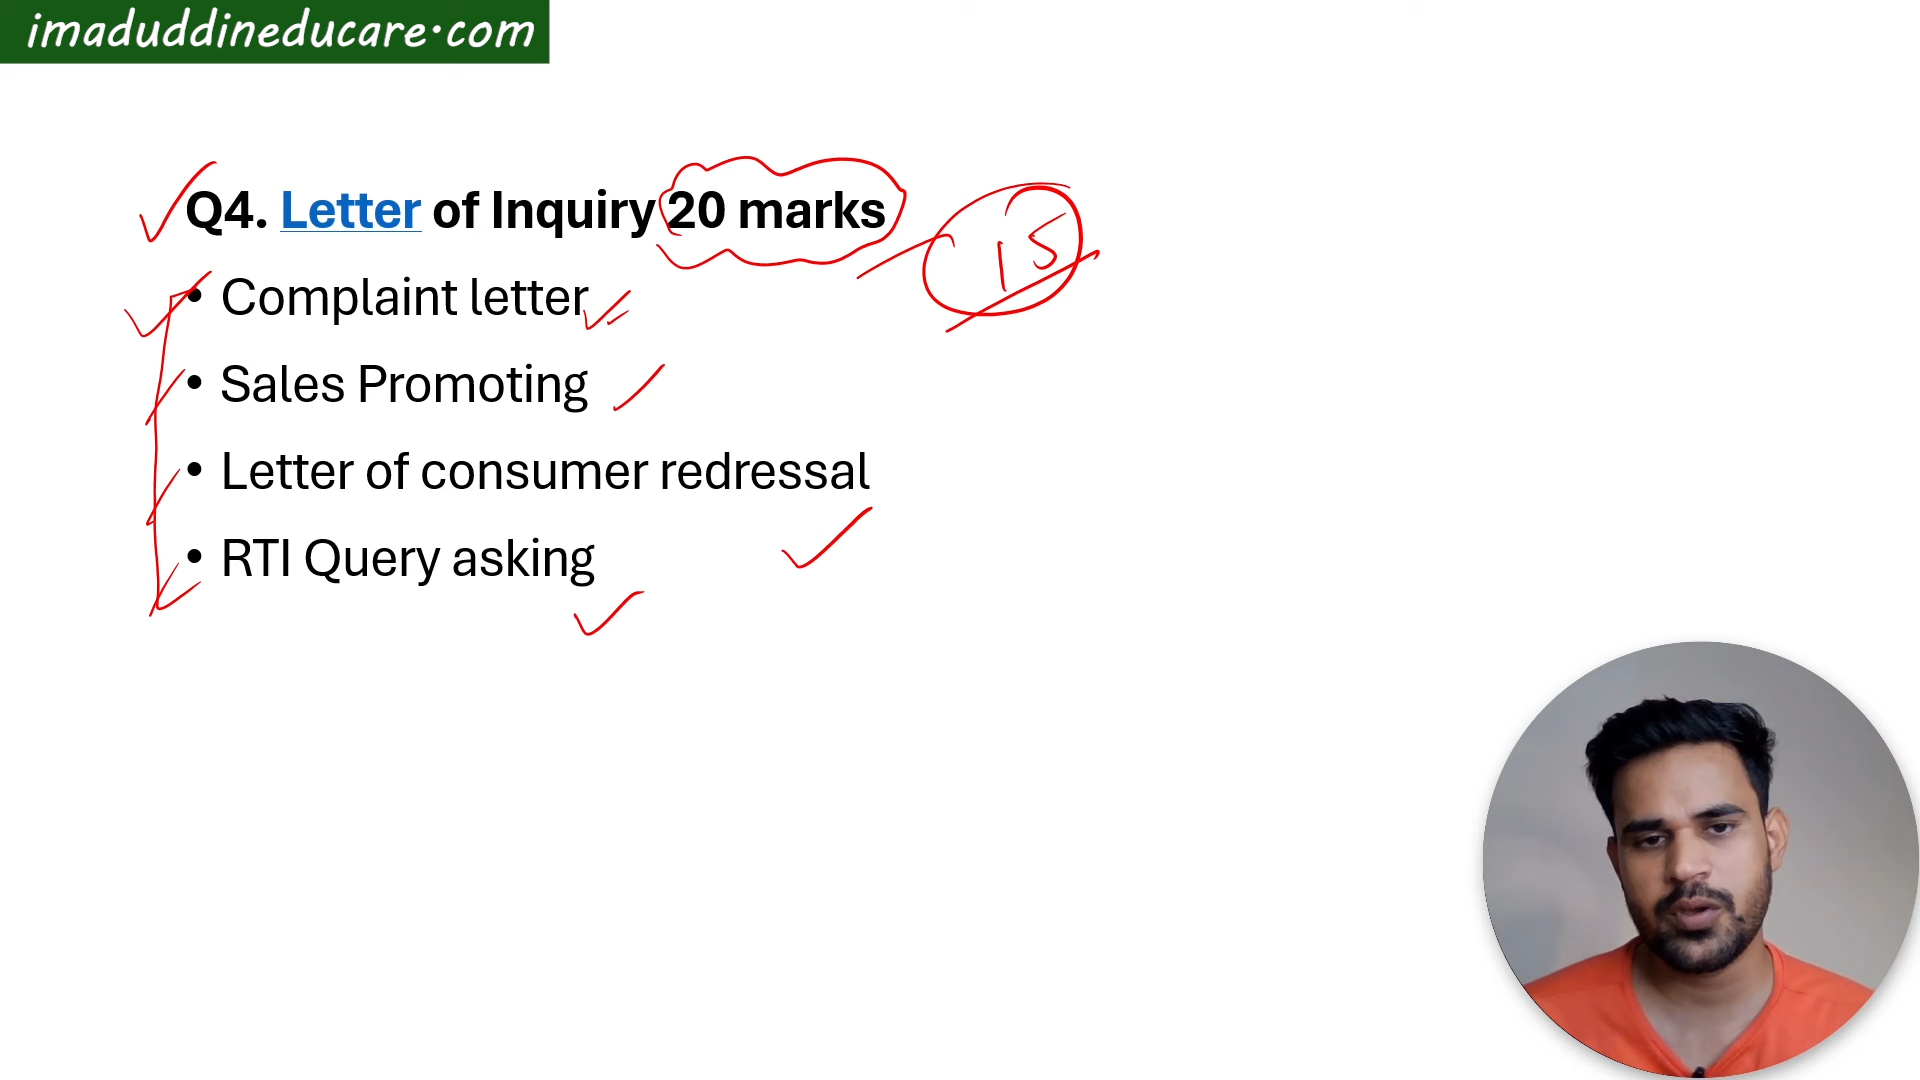 imaduddineducare.com
Q4. Letter of Inquiry 20 marks
15
• Complaint letter
• Sales Promoting
• Letter of consumer redressal
• RTI Query asking